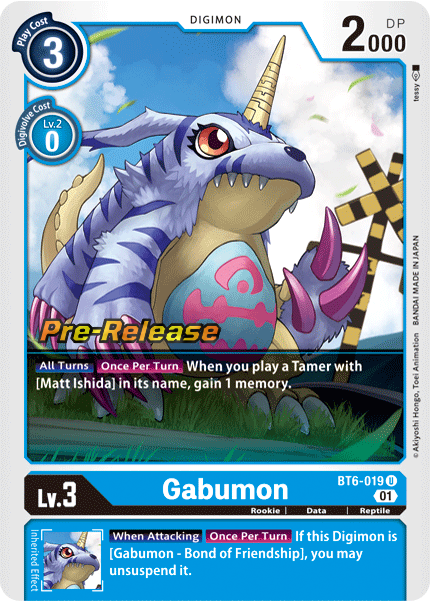 DIGIMON
Play Cost
3
DP
2000
Digivolve Cost
Lv.2
0
tessy
Pre-Release
All Turns Once Per Turn When you play a Tamer with
[Matt Ishida] in its name, gain 1 memory.
© Akiyoshi Hongo, Toei Animation BANDAI MADE IN JAPAN
BT6-019 U
01
Lv.3
Gabumon
Rookie | Data | Reptile
Inherited Effect
When Attacking Once Per Turn If this Digimon is
[Gabumon - Bond of Friendship], you may
unsuspend it.